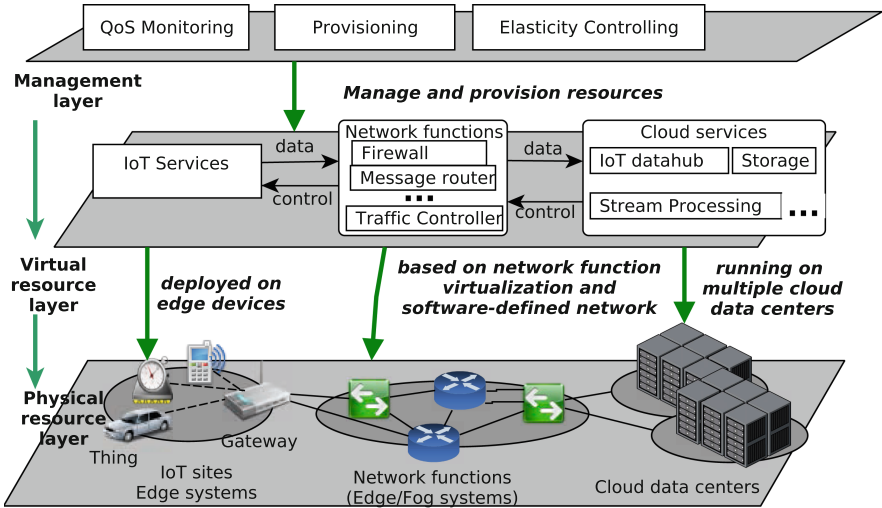 QoS Monitoring
Provisioning
Elasticity Controlling
Management
layer
Manage and provision resources
IoT Services
data
control
Network functions
Firewall
Message router
...
Traffic Controller
data
control
Cloud services
IoT datahub
Storage
Stream Processing
...
Virtual
resource
layer
deployed on
edge devices
based on network function
virtualization and
software-defined network
running on
multiple cloud
data centers
Physical
resource
layer
Thing
Gateway
IoT sites
Edge systems
Network functions
(Edge/Fog systems)
Cloud data centers